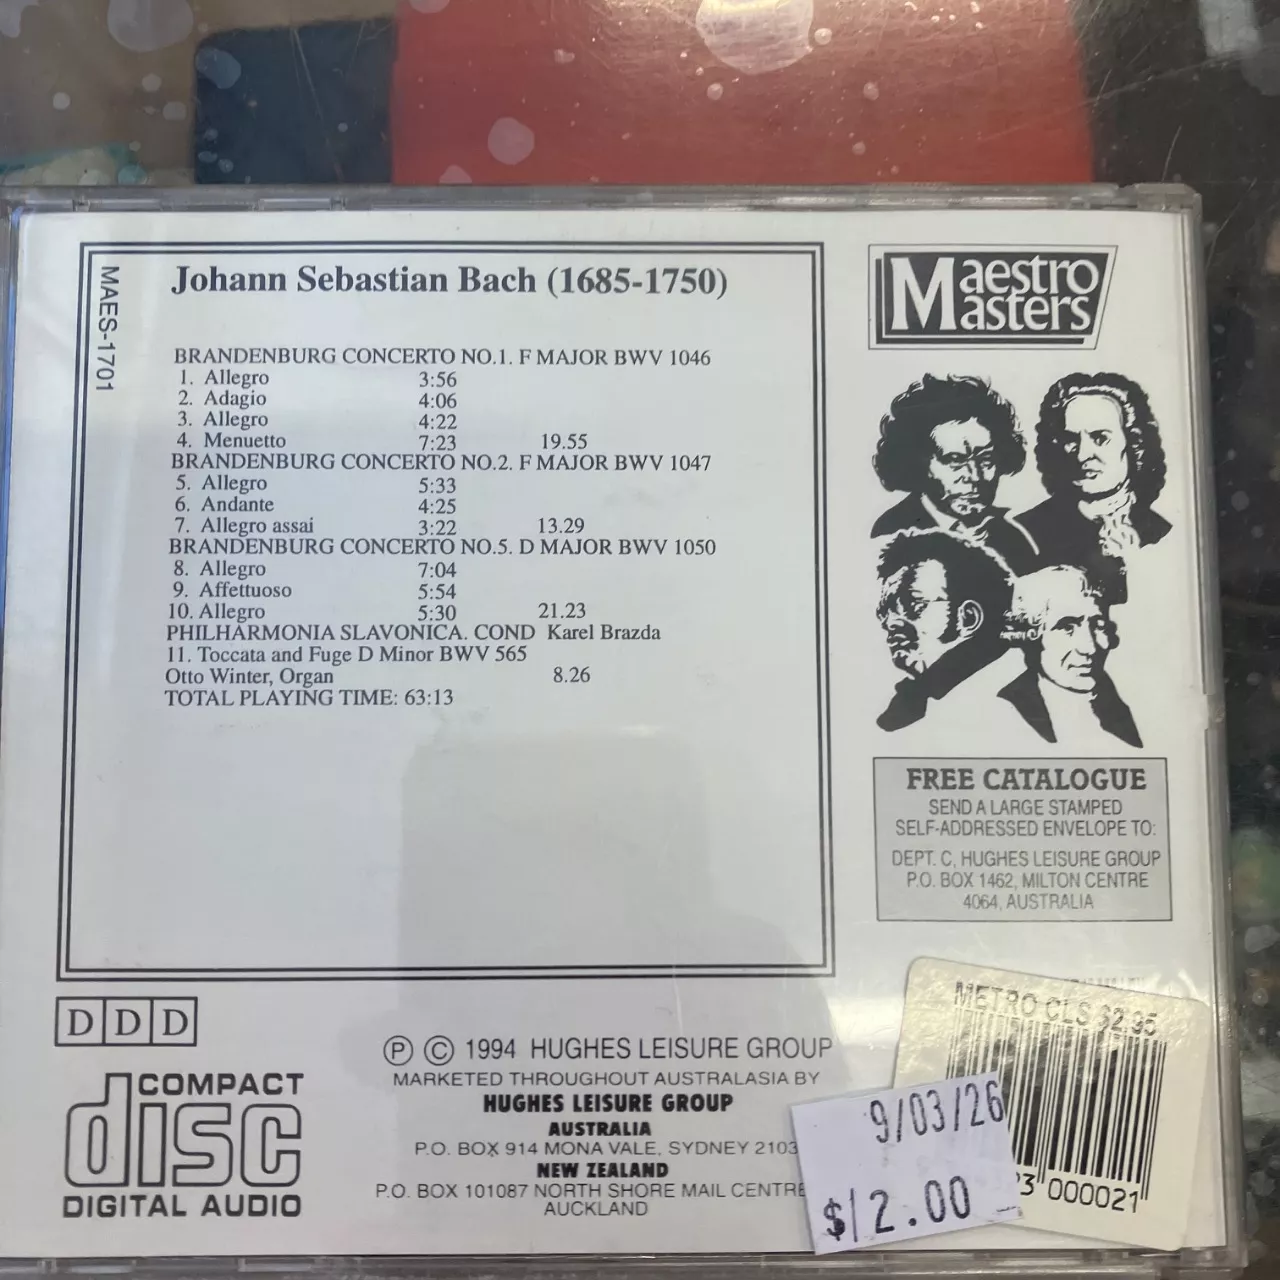 MAES-1701
Johann Sebastian Bach (1685-1750)
BRANDENBURG CONCERTO NO.1. F MAJOR BWV 1046
1. Allegro 3:56
2. Adagio 4:06
3. Allegro 4:22
4. Menuetto 7:23 19.55
BRANDENBURG CONCERTO NO.2. F MAJOR BWV 1047
5. Allegro 5:33
6. Andante 4:25
7. Allegro assai 3:22 13.29
BRANDENBURG CONCERTO NO.5. D MAJOR BWV 1050
8. Allegro 7:04
9. Affettuoso 5:54
10. Allegro 5:30 21.23
PHILHARMONIA SLAVONICA. COND Karel Brazda
11. Toccata and Fuge D Minor BWV 565
Otto Winter, Organ 8.26
TOTAL PLAYING TIME: 63:13
Maestro
Masters
FREE CATALOGUE
SEND A LARGE STAMPED
SELF-ADDRESSED ENVELOPE TO:
DEPT. C, HUGHES LEISURE GROUP
P.O. BOX 1462, MILTON CENTRE
4064, AUSTRALIA
DDD
COMPACT
disc
DIGITAL AUDIO
Ⓟ © 1994 HUGHES LEISURE GROUP
MARKETED THROUGHOUT AUSTRALASIA BY
HUGHES LEISURE GROUP
AUSTRALIA
P.O. BOX 914 MONA VALE, SYDNEY 2103
NEW ZEALAND
P.O. BOX 101087 NORTH SHORE MAIL CENTRE
AUCKLAND
METRO CLS $2.95
000021
9/03/26
$2.00